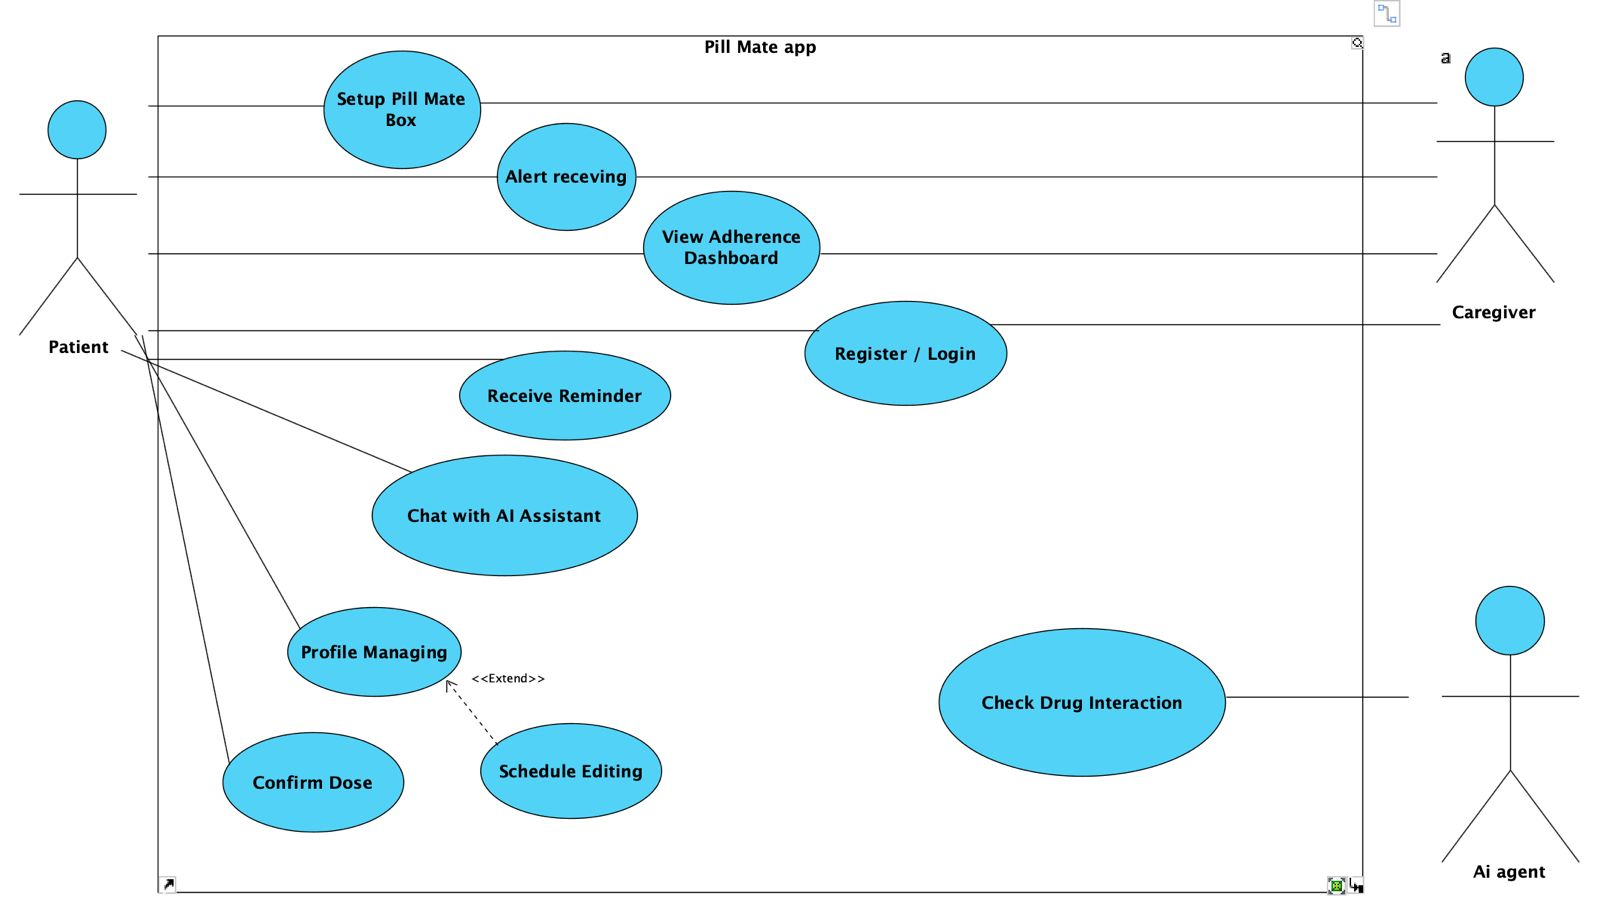 Pill Mate app
a
Setup Pill Mate
Box
Alert receving
View Adherence
Dashboard
Caregiver
Patient
Register / Login
Receive Reminder
Chat with AI Assistant
Profile Managing
<<Extend>>
Check Drug Interaction
Schedule Editing
Confirm Dose
Ai agent